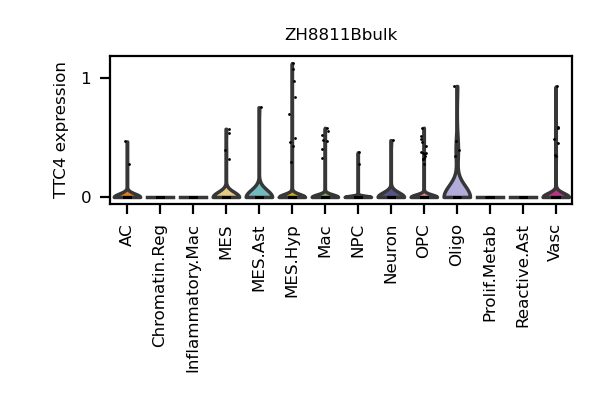 ZH8811Bbulk
TTC4 expression
1
0
AC
Chromatin.Reg
Inflammatory.Mac
MES
MES.Ast
MES.Hyp
Mac
NPC
Neuron
OPC
Oligo
Prolif.Metab
Reactive.Ast
Vasc